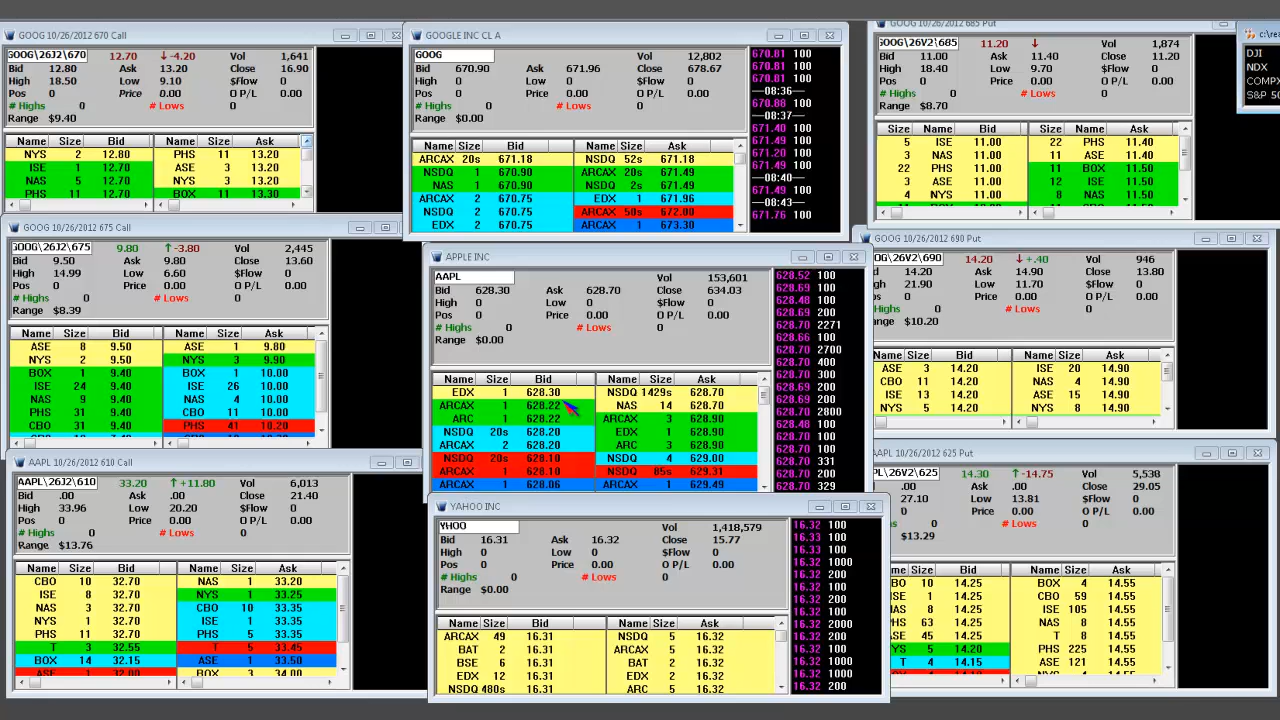 GOOG 10/26/2012 670 Call
GOOG\26J2\670 12.70 ↓ -4.20 Vol 1,641
Bid 12.80 Ask 13.20 Close 16.90
High 18.50 Low 9.10 $Flow 0
Pos 0 Price 0.00 O P/L 0.00
# Highs 0 # Lows 0
Range $9.40
Name Size Bid Name Size Ask
NYS 2 12.80 PHS 11 13.20
ISE 1 12.70 ASE 3 13.20
NAS 5 12.70 NYS 2 13.20
PHS 11 12.70 BOX 1 13.30
GOOGLE INC CL A
GOOG Vol 12,802
Bid 670.90 Ask 671.96 Close 678.67
High 0 Low 0 $Flow 0
Pos 0 Price 0.00 O P/L 0.00
# Highs 0 # Lows 0
Range $0.00
Name Size Bid Name Size Ask
ARCAX 20s 671.18 NSDQ 52s 671.18
NSDQ 1 670.90 ARCAX 20s 671.49
NAS 1 670.90 NSDQ 2s 671.49
ARCAX 2 670.75 EDX 1 671.96
NSDQ 2 670.75 ARCAX 50s 672.00
EDX 2 670.75 ARCAX 1 673.30
670.81 100
670.81 100
670.81 100
—08:36—
670.88 100
—08:37—
671.40 100
671.49 100
671.20 100
671.49 100
—08:40—
671.49 100
—08:43—
671.76 100
GOOG 10/26/2012 685 Put
GOOG\26V2\685 11.20 ↓ Vol 1,874
Bid 11.00 Ask 11.40 Close 11.20
High 18.40 Low 9.70 $Flow 0
Pos 0 Price 0.00 O P/L 0.00
# Highs 0 # Lows 0
Range $8.70
Size Name Bid Size Name Ask
5 ISE 11.00 22 PHS 11.40
3 NAS 11.00 11 ASE 11.40
22 PHS 11.00 11 BOX 11.50
3 ASE 11.00 12 ISE 11.50
4 NYS 11.00 8 NAS 11.50
DJI
NDX
COMP
S&P 50
GOOG 10/26/2012 675 Call
GOOG\26J2\675 9.80 ↑ -3.80 Vol 2,445
Bid 9.50 Ask 9.80 Close 13.60
High 14.99 Low 6.60 $Flow 0
Pos 0 Price 0.00 O P/L 0.00
# Highs 0 # Lows 0
Range $8.39
Name Size Bid Name Size Ask
ASE 8 9.50 ASE 1 9.80
NYS 2 9.50 NYS 3 9.90
BOX 1 9.40 BOX 1 10.00
ISE 24 9.40 ISE 26 10.00
NAS 9 9.40 NAS 4 10.00
PHS 31 9.40 CBO 11 10.00
CBO 31 9.40 PHS 41 10.20
APPLE INC
AAPL Vol 153,601
Bid 628.30 Ask 628.70 Close 634.03
High 0 Low 0 $Flow 0
Pos 0 Price 0.00 O P/L 0.00
# Highs 0 # Lows 0
Range $0.00
Name Size Bid Name Size Ask
EDX 1 628.30 NSDQ 1429s 628.70
ARCAX 1 628.22 NAS 14 628.70
ARC 1 628.22 ARCAX 3 628.90
NSDQ 20s 628.20 EDX 1 628.90
ARCAX 2 628.20 ARC 3 628.90
NSDQ 20s 628.10 NSDQ 4 629.00
ARCAX 1 628.10 NSDQ 85s 629.31
ARCAX 1 628.06 ARCAX 1 629.49
628.52 100
628.69 100
628.48 100
628.69 200
628.70 2271
628.66 100
628.70 2700
628.70 400
628.70 300
628.69 200
628.69 200
628.70 2800
628.48 100
628.70 100
628.70 100
628.70 331
628.70 200
628.70 329
GOOG 10/26/2012 690 Put
GOOG\26V2\690 14.20 ↓ +.40 Vol 946
14.20 Ask 14.90 Close 13.80
21.90 Low 11.70 $Flow 0
0 Price 0.00 O P/L 0.00
0 # Lows 0
$10.20
Name Size Bid Name Size Ask
ASE 3 14.20 ISE 20 14.90
CBO 11 14.20 NAS 4 14.90
ISE 13 14.20 ASE 8 14.90
NYS 5 14.20 NYS 15 14.90
AAPL 10/26/2012 610 Call
AAPL\26J2\610 33.20 ↑ +11.80 Vol 6,013
Bid .00 Ask .00 Close 21.40
High 33.96 Low 20.20 $Flow 0
Pos 0 Price 0.00 O P/L 0.00
# Highs 0 # Lows 0
Range $13.76
Name Size Bid Name Size Ask
CBO 10 32.70 NAS 1 33.20
ISE 8 32.70 NYS 1 33.25
NAS 3 32.70 CBO 10 33.35
NYS 1 32.70 ISE 1 33.35
PHS 11 32.70 PHS 5 33.35
T 3 32.55 T 5 33.45
BOX 14 32.15 ASE 1 33.50
ASE 1 32.00 BOX 3 34.00
YAHOO INC
YHOO Vol 1,418,579
Bid 16.31 Ask 16.32 Close 15.77
High 0 Low 0 $Flow 0
Pos 0 Price 0.00 O P/L 0.00
# Highs 0 # Lows 0
Range $0.00
Name Size Bid Name Size Ask
ARCAX 49 16.31 NSDQ 5 16.32
BAT 2 16.31 ARCAX 5 16.32
BSE 6 16.31 BAT 2 16.32
EDX 12 16.31 EDX 2 16.32
NSDQ 480s 16.31 ARC 5 16.32
16.32 100
16.33 100
16.33 100
16.32 1000
16.32 200
16.32 100
16.32 200
16.32 100
16.32 2000
16.32 200
16.32 100
16.32 1000
16.32 1000
16.32 200
AAPL 10/26/2012 625 Put
PL\26V2\625 14.30 ↑ -14.75 Vol 5,538
.00 Ask .00 Close 29.05
27.10 Low 13.81 $Flow 0
0 Price 0.00 O P/L 0.00
0 # Lows 0
$13.29
Name Size Bid Name Size Ask
CBO 10 14.25 BOX 4 14.55
BOX 4 14.25 CBO 59 14.55
ISE 16 14.25 ISE 105 14.55
NAS 8 14.25 NAS 8 14.55
PHS 63 14.25 T 8 14.55
ASE 45 14.25 PHS 225 14.55
NYS 5 14.20 ASE 121 14.55
T 4 14.15